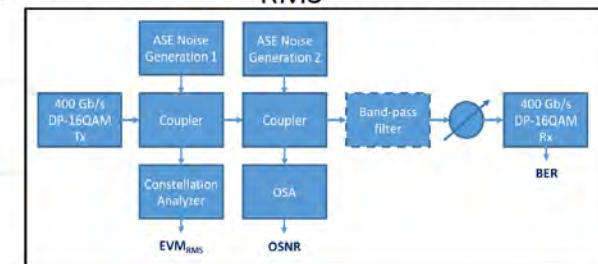 RMS
ASE Noise
Generation 1
ASE Noise
Generation 2
400 Gb/s
DP-16QAM
Tx
Coupler
Coupler
Band-pass
filter
400 Gb/s
DP-16QAM
Rx
Constellation
Analyzer
OSA
BER
EVMRMS
OSNR